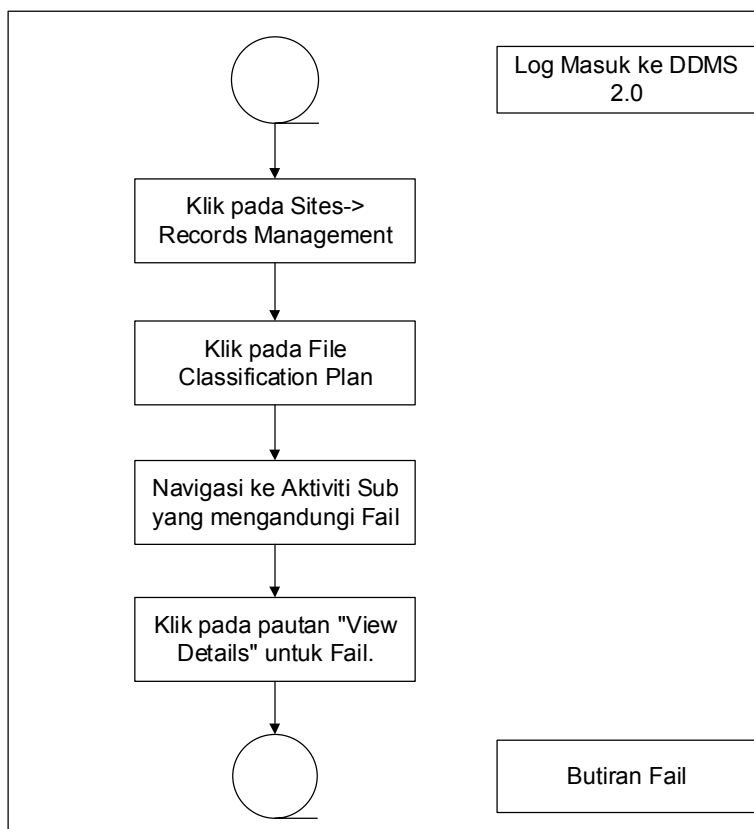 Log Masuk ke DDMS
2.0
Klik pada Sites->
Records Management
Klik pada File
Classification Plan
Navigasi ke Aktiviti Sub
yang mengandungi Fail
Klik pada pautan "View
Details" untuk Fail.
Butiran Fail